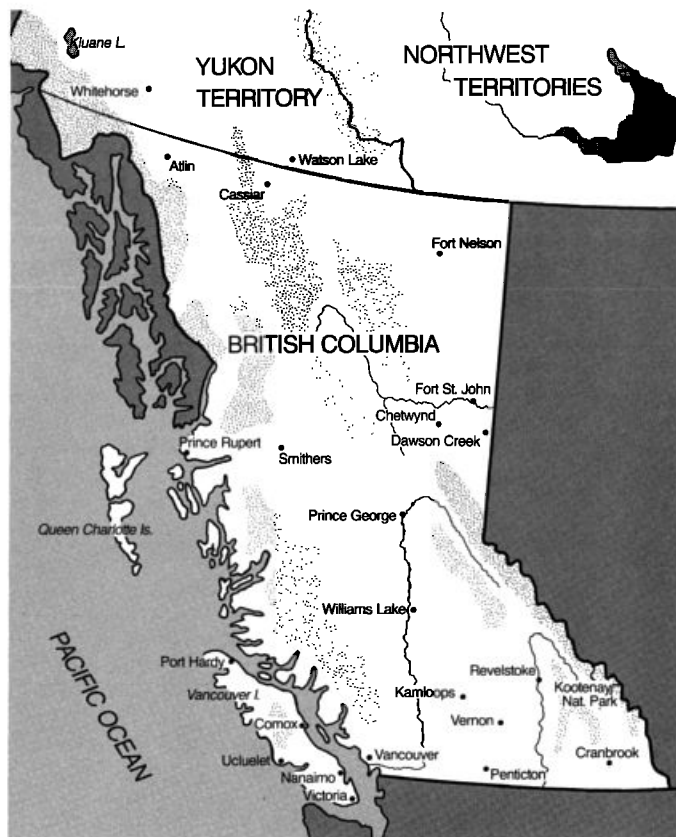 Kluane L.
YUKON
TERRITORY
NORTHWEST
TERRITORIES
Whitehorse
Atlin
Watson Lake
Cassiar
Fort Nelson
BRITISH COLUMBIA
Fort St. John
Chetwynd
Dawson Creek
Prince Rupert
Smithers
Queen Charlotte Is.
Prince George
Williams Lake
PACIFIC OCEAN
Port Hardy
Vancouver I.
Revelstoke
Kamloops
Kootenay
Nat. Park
Comox
Vernon
Ucluelet
Vancouver
Cranbrook
Nanaimo
Penticton
Victoria